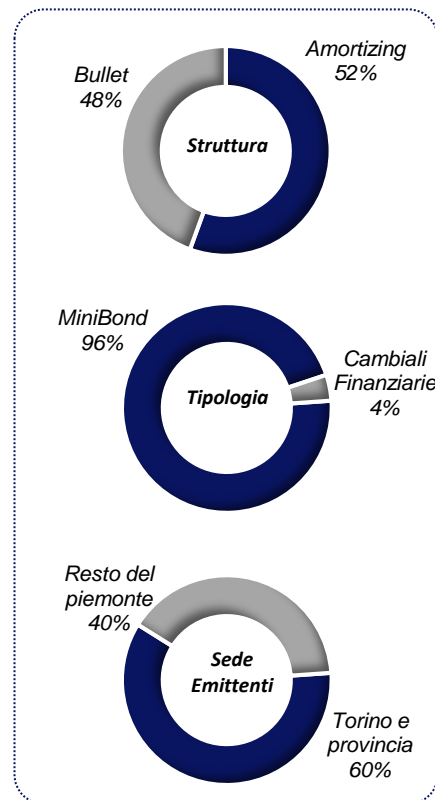 Amortizing
52%
Bullet
48%
Struttura
MiniBond
96%
Cambiali
Finanziarie
4%
Tipologia
Resto del
piemonte
40%
Sede
Emittenti
Torino e
provincia
60%